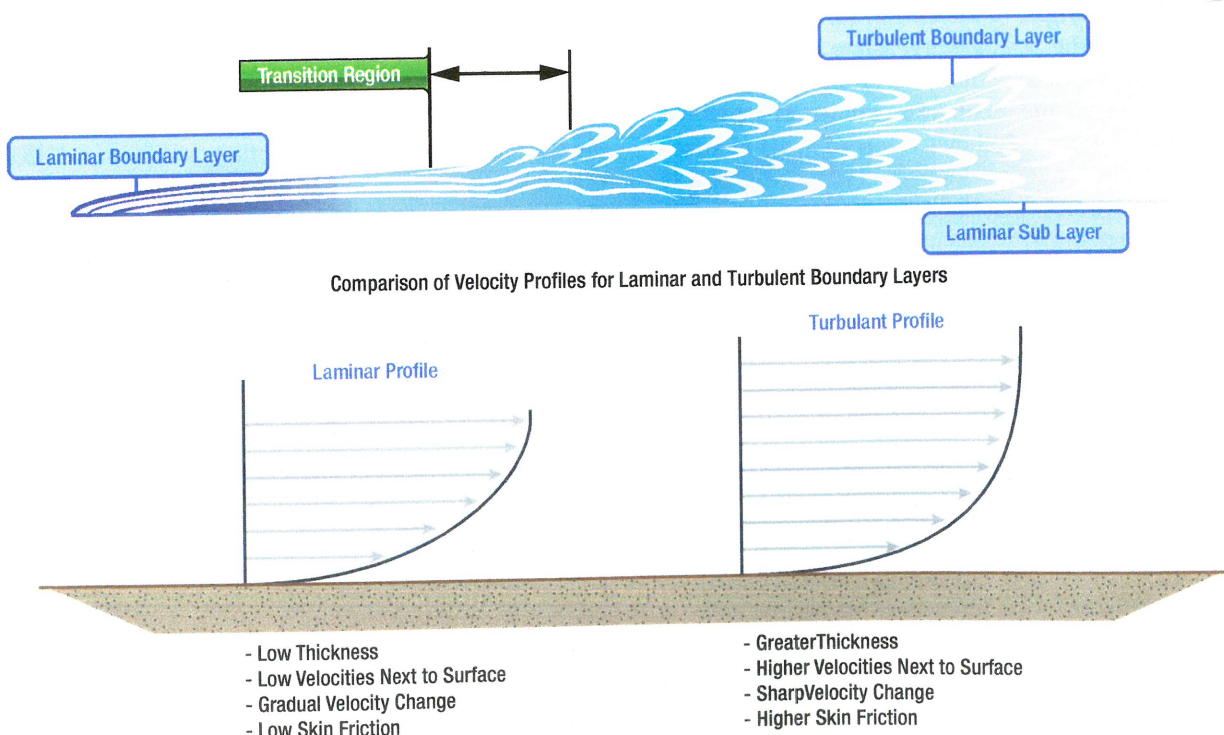 Turbulent Boundary Layer
Transition Region
Laminar Boundary Layer
Laminar Sub Layer
Comparison of Velocity Profiles for Laminar and Turbulent Boundary Layers
Laminar Profile
Turbulant Profile
- Low Thickness
- Low Velocities Next to Surface
- Gradual Velocity Change
- Low Skin Friction
- GreaterThickness
- Higher Velocities Next to Surface
- SharpVelocity Change
- Higher Skin Friction